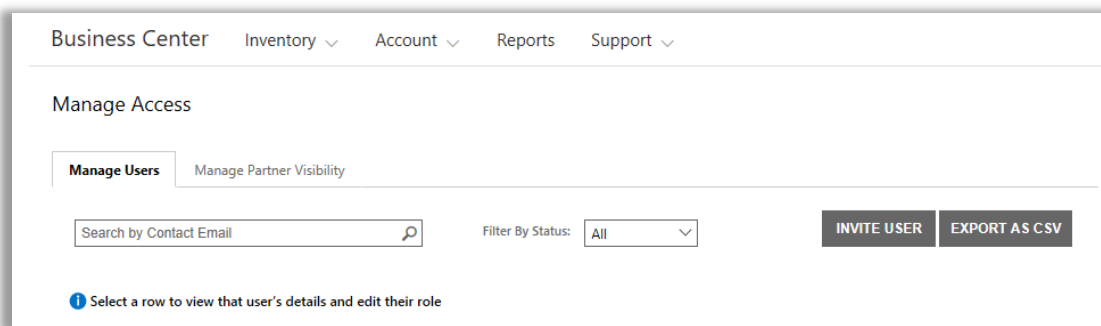 Business Center Inventory Account Reports Support
Manage Access
Manage Users Manage Partner Visibility
Search by Contact Email Filter By Status: All INVITE USER EXPORT AS CSV
Select a row to view that user's details and edit their role